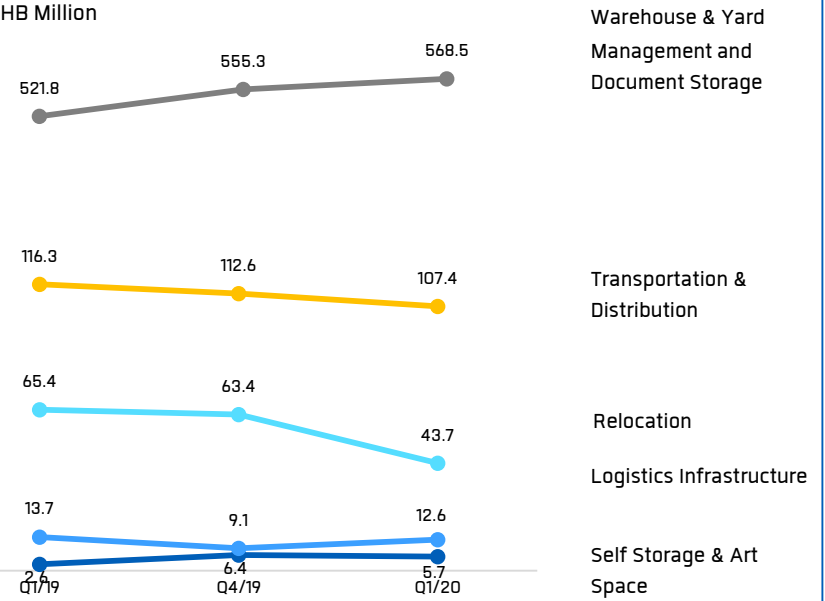 HB Million
Warehouse & Yard
Management and
Document Storage
521.8
555.3
568.5
116.3
112.6
107.4
Transportation &
Distribution
65.4
63.4
43.7
Relocation
Logistics Infrastructure
13.7
9.1
12.6
2.6
6.4
5.7
Self Storage & Art
Space
Q1/19
Q4/19
Q1/20